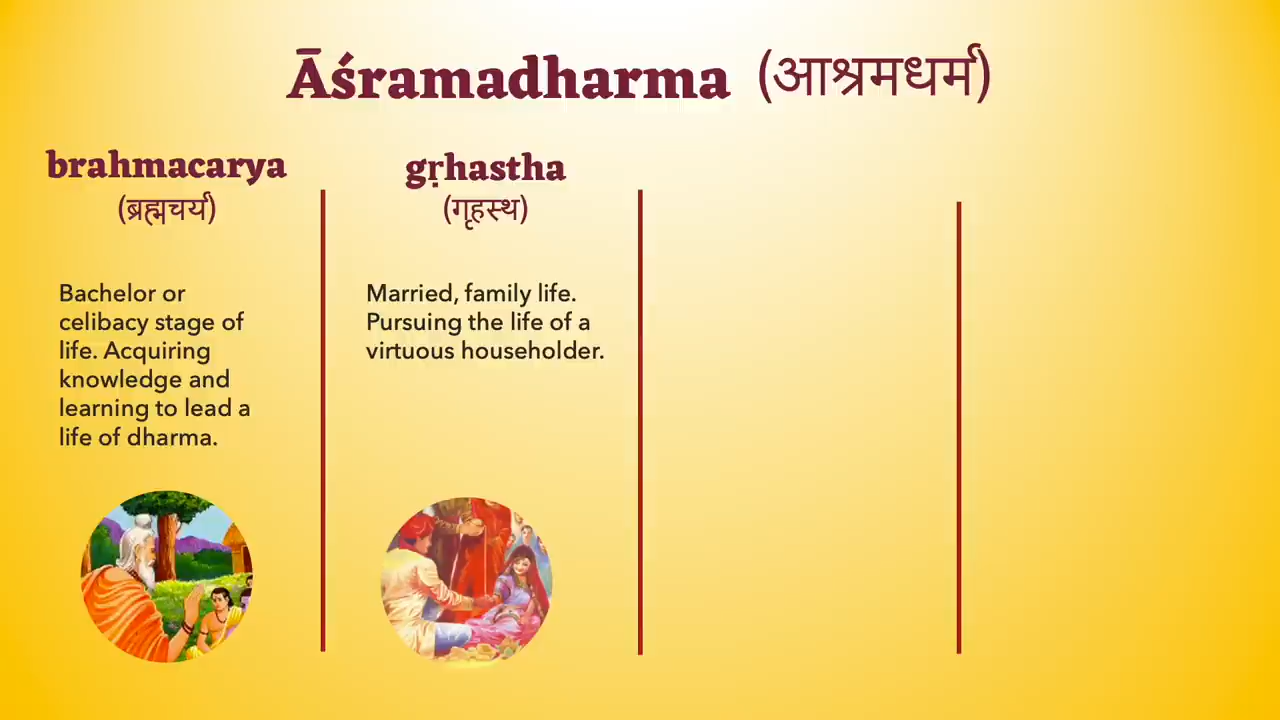 Āśramadharma (आश्रमधर्म)
brahmacarya
(ब्रह्मचर्य)
Bachelor or
celibacy stage of
life. Acquiring
knowledge and
learning to lead a
life of dharma.
gṛhastha
(गृहस्थ)
Married, family life.
Pursuing the life of a
virtuous householder.